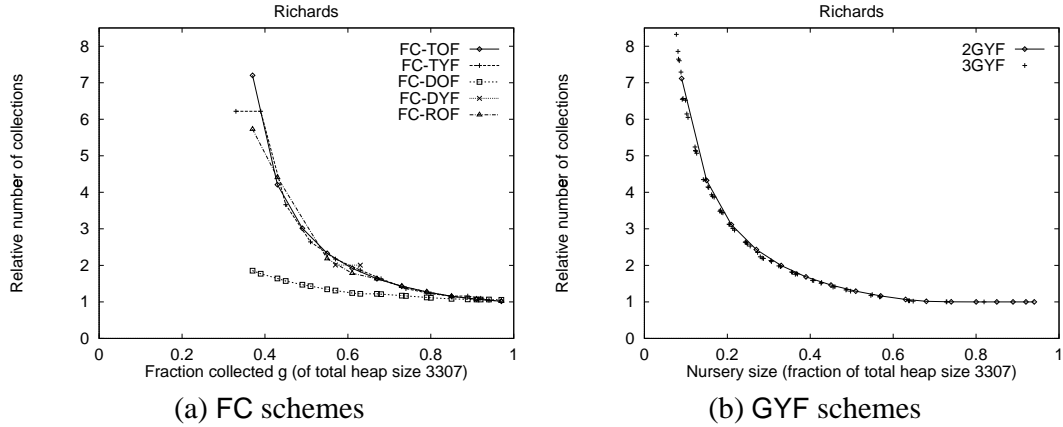 Richards
Relative number of collections
8
7
6
5
4
3
2
1
0
FC-TOF
FC-TYF
FC-DOF
FC-DYF
FC-ROF
0 0.2 0.4 0.6 0.8 1
Fraction collected g (of total heap size 3307)
(a) FC schemes
Richards
Relative number of collections
8
7
6
5
4
3
2
1
0
2GYF
3GYF
0 0.2 0.4 0.6 0.8 1
Nursery size (fraction of total heap size 3307)
(b) GYF schemes